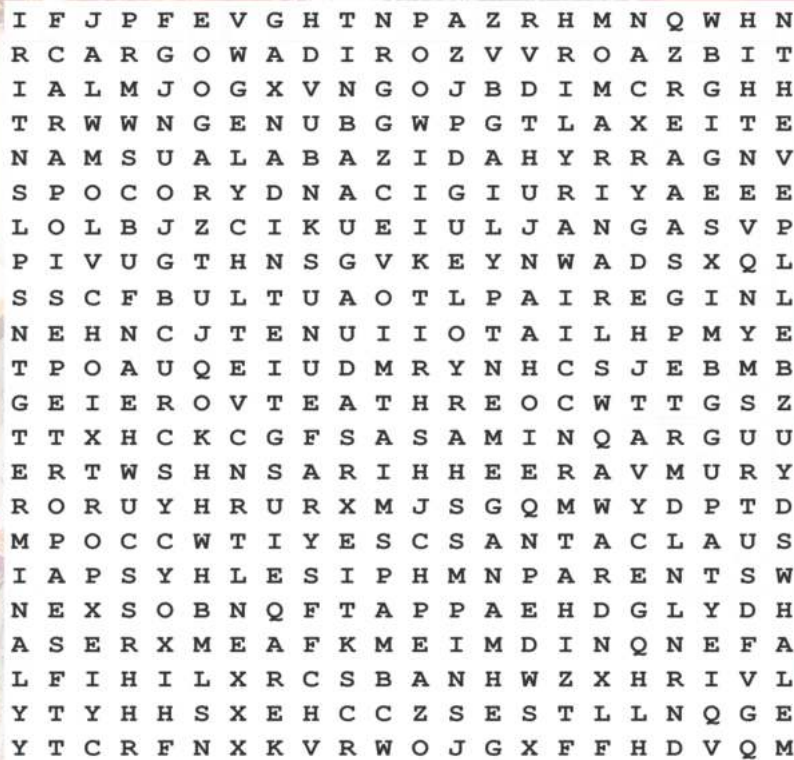 I F J P F E V G H T N P A Z R H M N Q W H N
R C A R G O W A D I R O Z V V R O A Z B I T
I A L M J O G X V N G O J B D I M C R G H H
T R W W N G E N U B G W P G T L A X E I T E
N A M S U A L A B A Z I D A H Y R R A G N V
S P O C O R Y D N A C I G I U R I Y A E E E
L O L B J Z C I K U E I U L J A N G A S V P
P I V U G T H N S G V K E Y N W A D S X Q L
S S C F B U L T U A O T L P A I R E G I N L
N E H N C J T E N U I I O T A I L H P M Y E
T P O A U Q E I U D M R Y N H C S J E B M B
G E I E R O V T E A T H R E O C W T T G S Z
T T X H C K C G F S A S A M I N Q A R G U U
E R T W S H N S A R I H H E E R A V M U R Y
R O R U Y H R U R X M J S G Q M W Y D P T D
M P O C C W T I Y E S C S A N T A C L A U S
I A P S Y H L E S I P H M N P A R E N T S W
N E X S O B N Q F T A P P A E H D G L Y D H
A S E R X M E A F K M E I M D I N Q N E F A
L F I H I L X R C S B A N H W Z X H R I V L
Y T Y H H S X E H C C Z S E S T L L N Q G E
Y T C R F N X K V R W O J G X F F H D V Q M